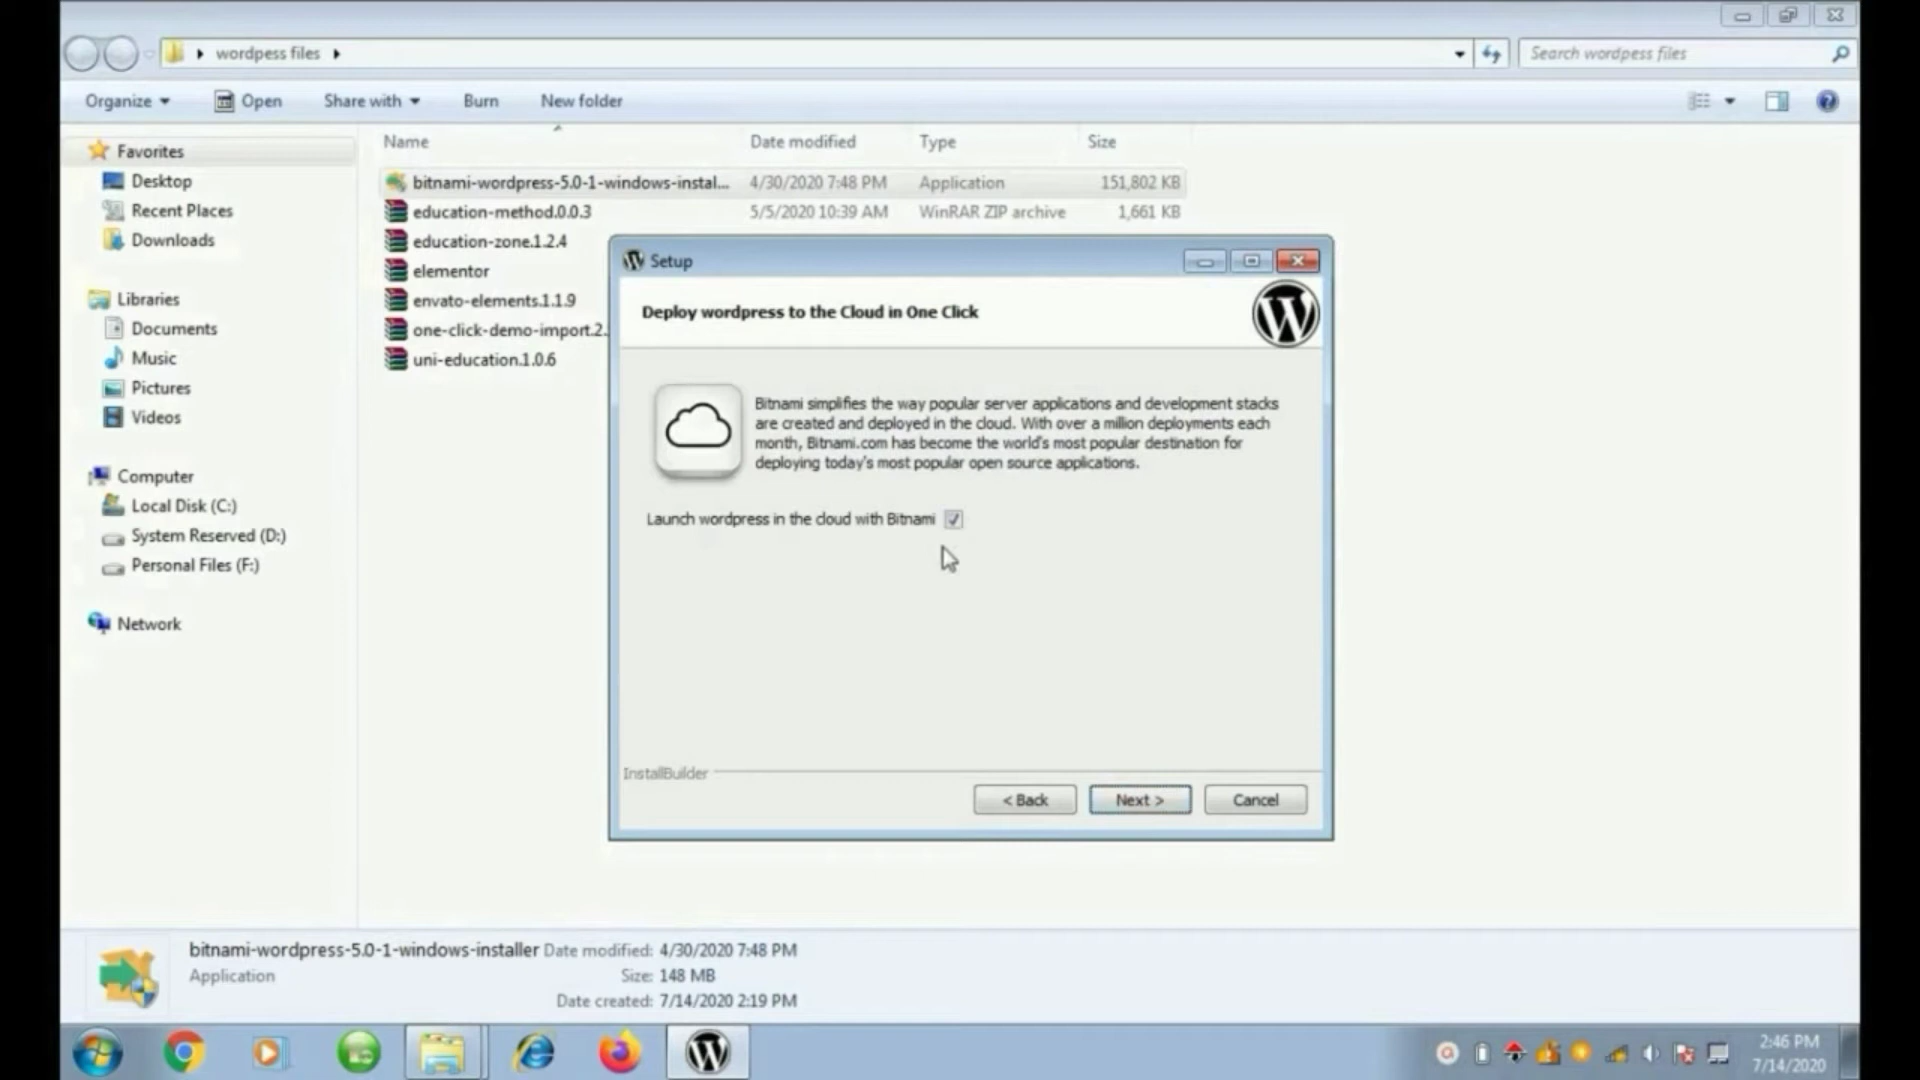 wordpess files
Search wordpess files
Organize
Open
Share with
Burn
New folder
Name
Date modified
Type
Size
Favorites
Desktop
Recent Places
Downloads
Libraries
Documents
Music
Pictures
Videos
Computer
Local Disk (C:)
System Reserved (D:)
Personal Files (F:)
Network
bitnami-wordpress-5.0-1-windows-instal... 4/30/2020 7:48 PM Application 151,802 KB
education-method.0.0.3 5/5/2020 10:39 AM WinRAR ZIP archive 1,661 KB
education-zone.1.2.4
elementor
envato-elements.1.1.9
one-click-demo-import.2.
uni-education.1.0.6
Setup
Deploy wordpress to the Cloud in One Click
Bitnami simplifies the way popular server applications and development stacks
are created and deployed in the cloud. With over a million deployments each
month, Bitnami.com has become the world's most popular destination for
deploying today's most popular open source applications.
Launch wordpress in the cloud with Bitnami
InstallBuilder
< Back
Next >
Cancel
bitnami-wordpress-5.0-1-windows-installer Date modified: 4/30/2020 7:48 PM
Application Size: 148 MB
Date created: 7/14/2020 2:19 PM
2:46 PM
7/14/2020